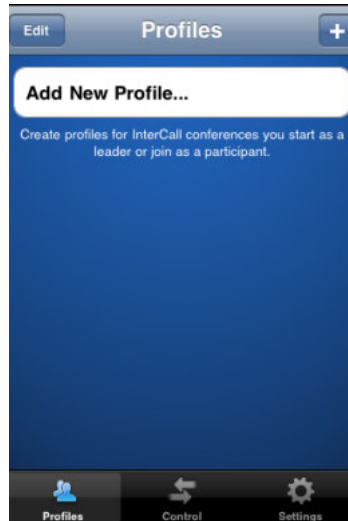 Edit Profiles +
Add New Profile...
Create profiles for InterCall conferences you start as a
leader or join as a participant.
Profiles Control Settings